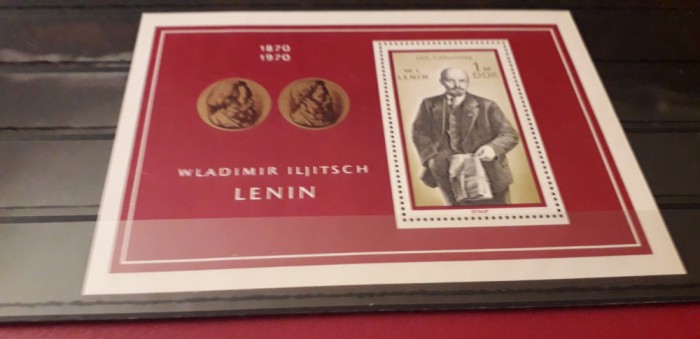 1870
1970
WLADIMIR ILJITSCH
LENIN
100. Geburtstag
W. I.
LENIN
1 M
DDR